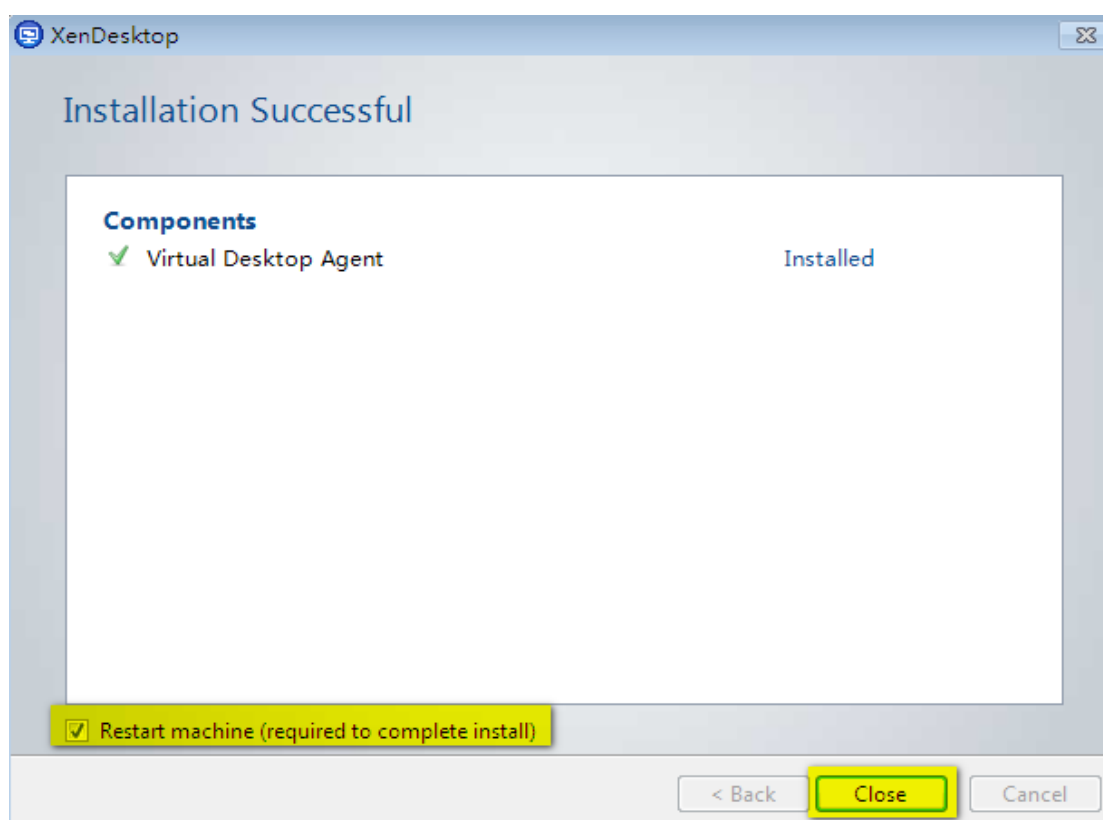 XenDesktop
Installation Successful
Components
Virtual Desktop Agent Installed
Restart machine (required to complete install)
< Back Close Cancel